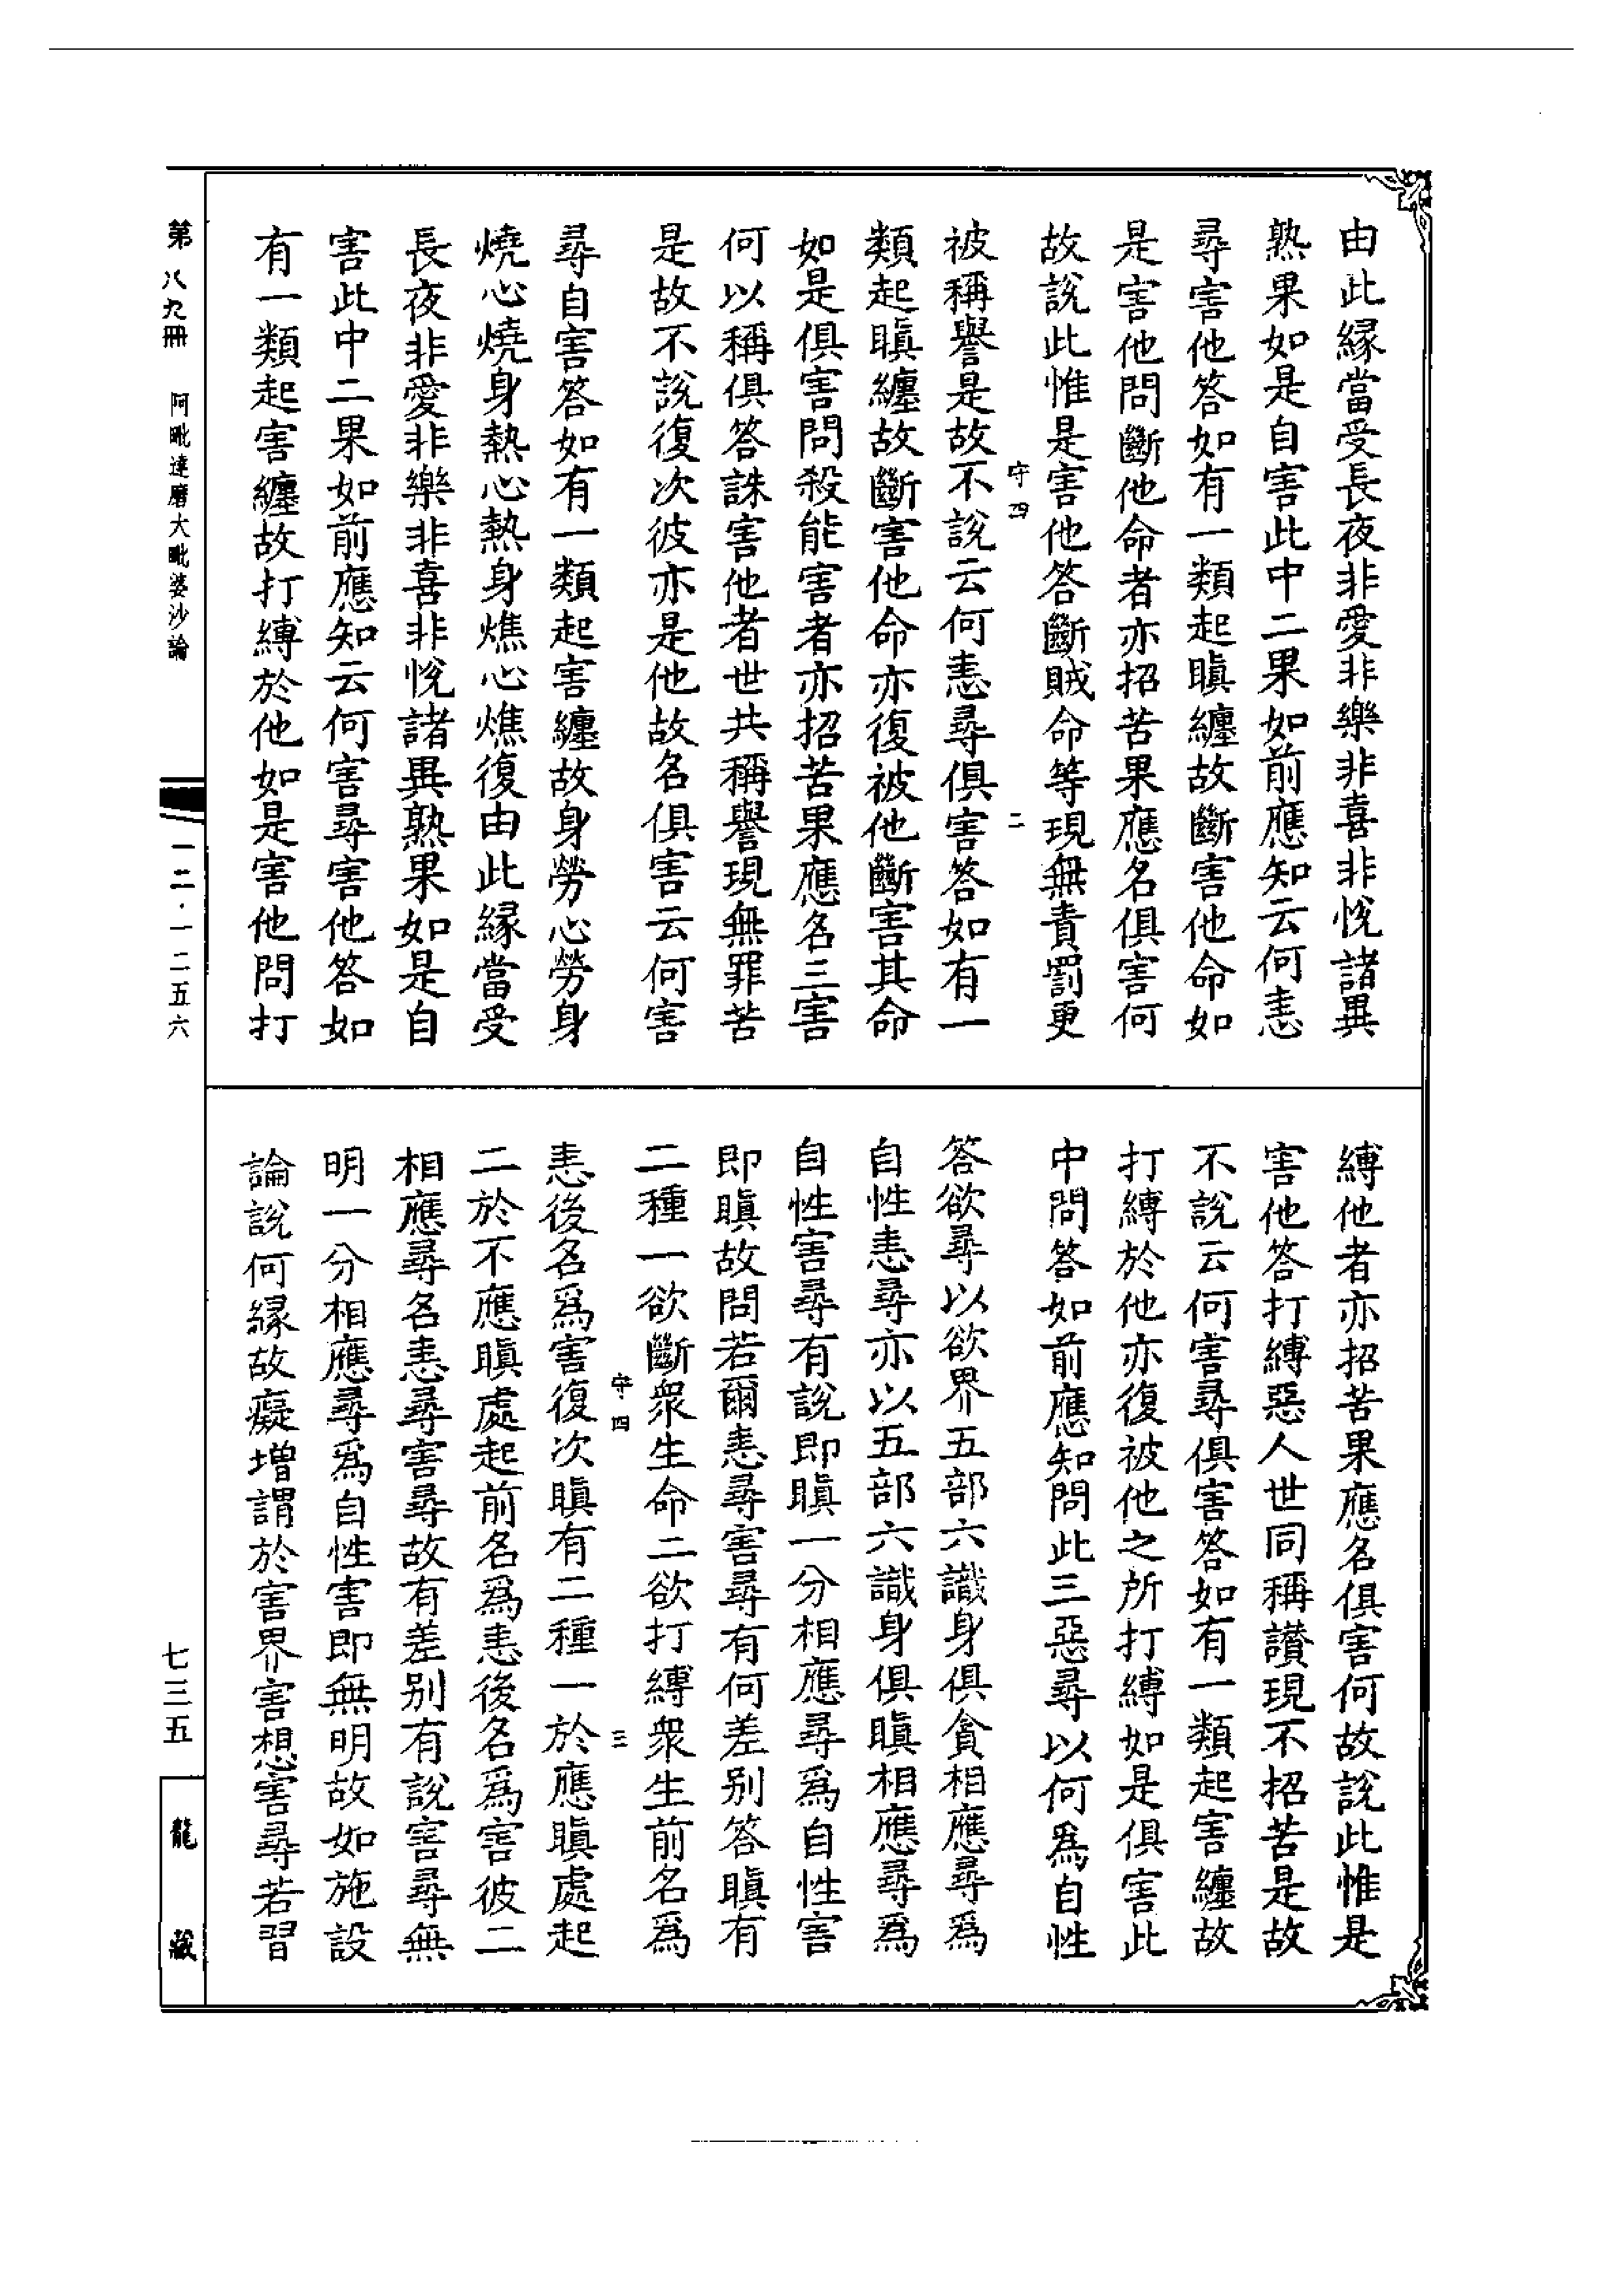 由此緣當受長夜非愛非樂非喜非悅諸異
熟果如是自害此中二果如前應知云何恚
尋害他答如有一類起瞋纏故斷害他命如
是害他問斷他命者亦招苦果應名俱害何
故說此惟是害他答斷賊命等現無責罰更
守四 二
被稱譽是故不說云何恚尋俱害答如有一
類起瞋纏故斷害他命亦復被他斷害其命
如是俱害問殺能害者亦招苦果應名三害
何以稱俱答誅害他者世共稱譽現無罪苦
是故不說復次彼亦是他故名俱害云何害
尋自害答如有一類起害纏故身勞心勞身
燒心燒身熱心熱身燋心燋復由此緣當受
長夜非愛非樂非喜非悅諸異熟果如是自
害此中二果如前應知云何害尋害他答如
有一類起害纏故打縛於他如是害他問打
縛他者亦招苦果應名俱害何故說此惟是
害他答打縛惡人世同稱讚現不招苦是故
不說云何害尋俱害答如有一類起害纏故
打縛於他亦復被他之所打縛如是俱害此
中問答如前應知問此三惡尋以何爲自性
答欲尋以欲界五部六識身俱貪相應尋爲
自性恚尋亦以五部六識身俱瞋相應尋爲
自性害尋有說即瞋一分相應尋爲自性害
即瞋故問若爾恚尋害尋有何差別答瞋有
二種一欲斷衆生命二欲打縛衆生前名爲
守四 三
恚後名爲害復次瞋有二種一於應瞋處起
二於不應瞋處起前名爲恚後名爲害彼二
相應尋名恚尋害尋故有差別有說害尋無
明一分相應尋爲自性害即無明故如施設
論說何緣故癡增謂於害界害想害尋若習
第八九冊 阿毗達磨大毗婆沙論 一二·一二五六 七三五 龍藏